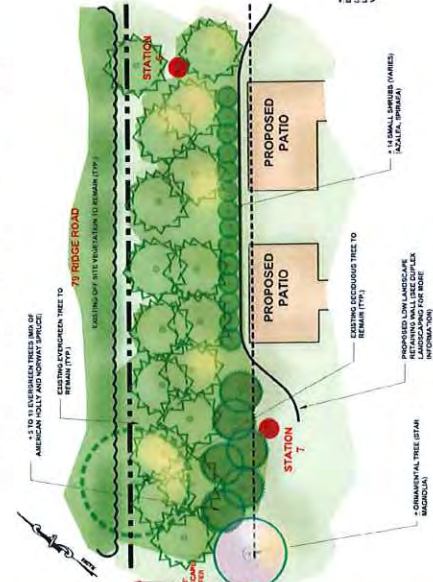 + 5 TO 11 EVERGREEN TREES (MIX OF
AMERICAN HOLLY AND NORWAY SPRUCE)
EXISTING EVERGREEN TREE TO
REMAIN (TYP.)
79 RIDGE ROAD
EXISTING OFF SITE VEGETATION TO REMAIN (TYP.)
STATION
6
STATION
7
PROPOSED
PATIO
PROPOSED
PATIO
+ ORNAMENTAL TREE (STAR
MAGNOLIA)
PROPOSED LOW LANDSCAPE
RETAINING WALL (SEE DUPLEX
LANDSCAPING FOR MORE
INFORMATION)
EXISTING DECIDUOUS TREE TO
REMAIN (TYP.)
+ 14 SMALL SHRUBS (VARIES)
(AZALEA, SPIRAEA)